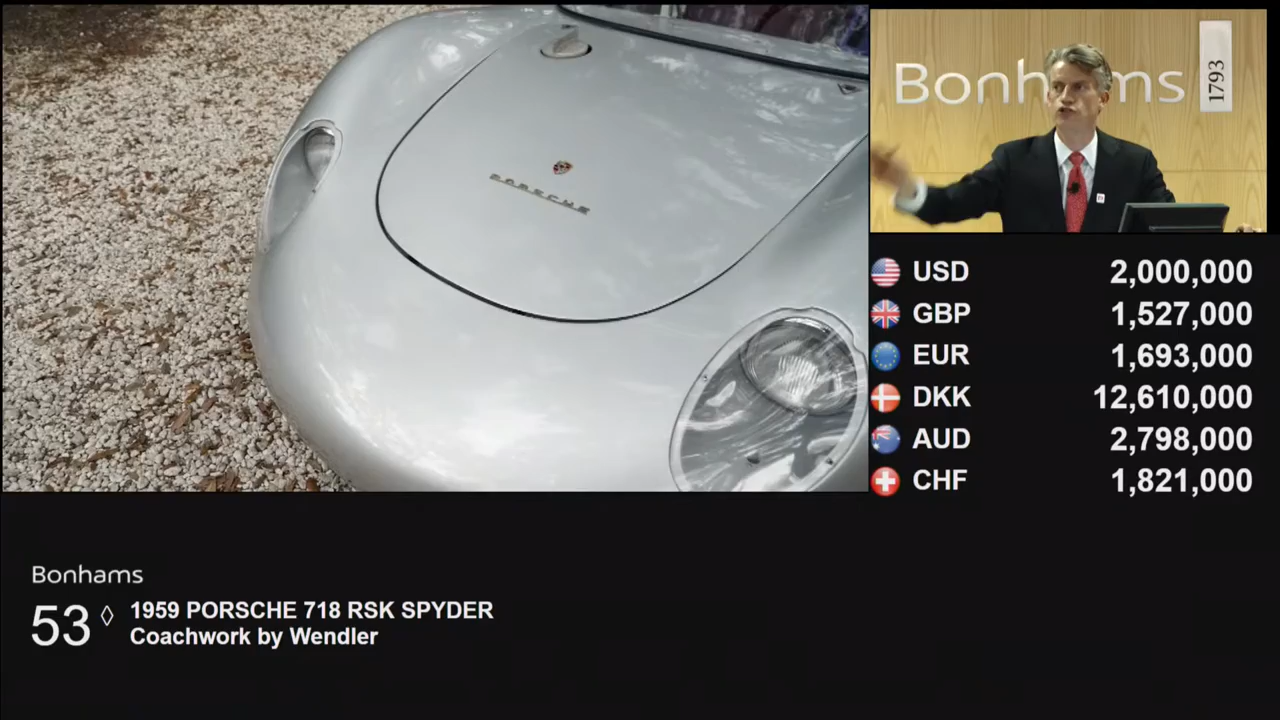 PORSCHE
Bonhams
1793
USD 2,000,000
GBP 1,527,000
EUR 1,693,000
DKK 12,610,000
AUD 2,798,000
CHF 1,821,000
Bonhams
53 ◊ 1959 PORSCHE 718 RSK SPYDER
Coachwork by Wendler